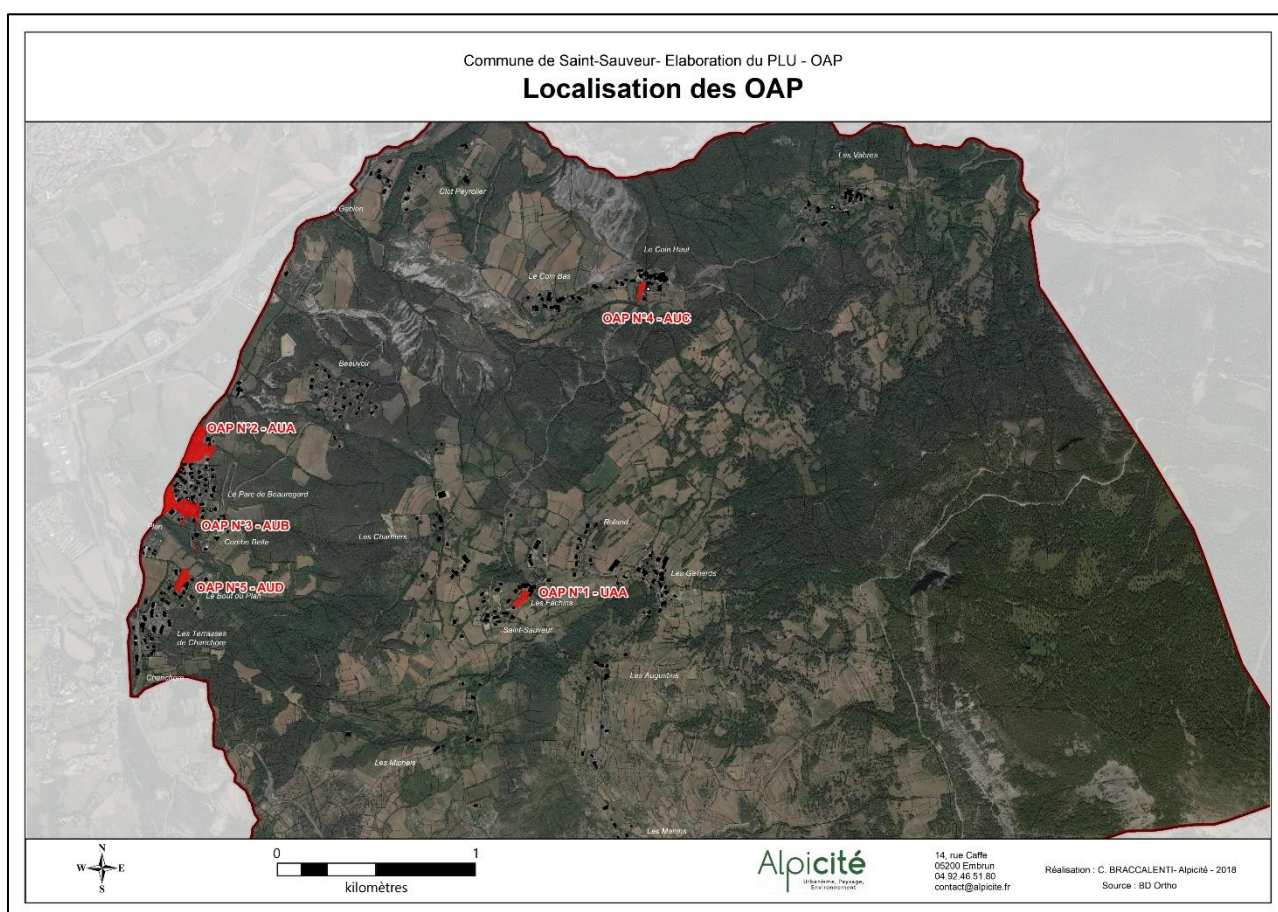 Commune de Saint-Sauveur- Elaboration du PLU - OAP
Localisation des OAP
Les Vabres
Clot Peyrolier
Le Gabion
Le Coin Haut
Le Coin Bas
OAP N°4 - AUC
Beauvoir
OAP N°2 - AUA
Le Parc de Beauregard
Plan
OAP N°3 - AUB
Combe Belle
Les Charriers
Roland
Les Gabards
OAP N°5 - AUD
Le Bout du Plan
OAP N°1 - UAA
Les Fachins
Saint-Sauveur
Les Terrasses
de Chanchore
Chanchore
Les Augustins
Les Michels
Les Manins
N
W E
S
0 1
kilomètres
Alpicité
Urbanisme, Paysage,
Environnement
14, rue Caffe
05200 Embrun
04.92.46.51.80
contact@alpicite.fr
Réalisation : C. BRACCALENTI- Alpicité - 2018
Source : BD Ortho